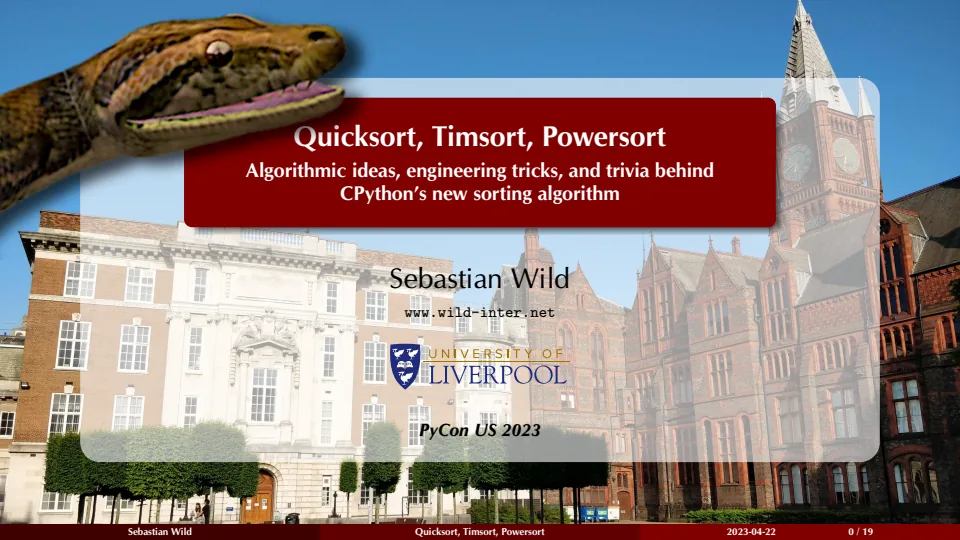 Quicksort, Timsort, Powersort
Algorithmic ideas, engineering tricks, and trivia behind
CPython's new sorting algorithm
Sebastian Wild
www.wild-inter.net
UNIVERSITY OF
LIVERPOOL
PyCon US 2023
Sebastian Wild
Quicksort, Timsort, Powersort
2023-04-22
0 / 19